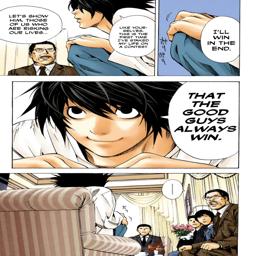 LET'S SHOW
HIM, THOSE
OF US WHO
ARE RISKING
OUR LIVES...
LIKE YOUR-
SELVES,
THIS IS THE
FIRST TIME
I'VE STAKED
MY LIFE ON
A CONTEST.
I'LL
WIN
IN THE
END.
THAT
THE
GOOD
GUYS
ALWAYS
WIN.